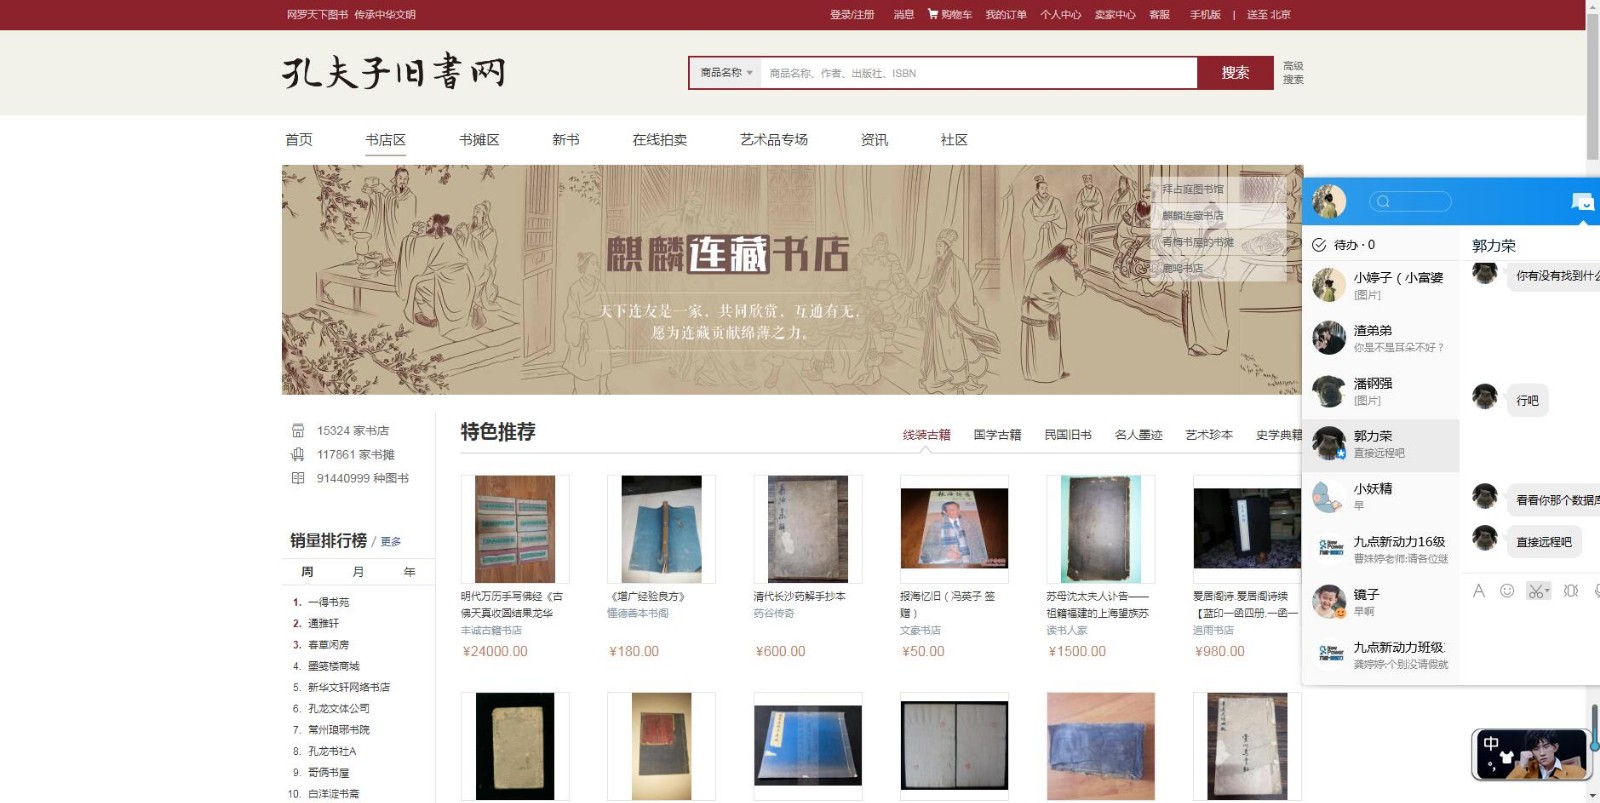 网罗天下图书 传承中华文明
登录/注册 消息 购物车 我的订单 个人中心 卖家中心 客服 手机版 | 送至 北京
孔夫子旧書网
商品名称 商品名称、作者、出版社、ISBN 搜索 高级
搜索
首页 书店区 书摊区 新书 在线拍卖 艺术品专场 资讯 社区
拜占庭图书馆
麒麟连藏书店
青梅书屋的书摊
鹿鸣书店
麒麟连藏书店
天下连友是一家，共同欣赏，互通有无，
愿为连藏贡献绵薄之力。
15324 家书店
117861 家书摊
91440999 种图书
销量排行榜 / 更多
周 月 年
1. 一得书苑
2. 通雅轩
3. 春草闲房
4. 墨笺楼商城
5. 新华文轩网络书店
6. 孔龙文体公司
7. 常州琅琊书院
8. 孔龙书社A
9. 哥俩书屋
10. 白洋淀书斋
特色推荐
线装古籍 国学古籍 民国旧书 名人墨迹 艺术珍本 史学典籍
明代万历手写佛经《古
佛天真收圆结果龙华
丰诚古籍书店
¥24000.00
《增广经验良方》
懂德善本书阁
¥180.00
清代长沙药解手抄本
药谷传奇
¥600.00
报海忆旧（冯英子 签
赠）
文豪书店
¥50.00
苏母沈太夫人讣告——
祖籍福建的上海望族苏
读书人家
¥1500.00
爱居阁诗.爱居阁诗续
【蓝印一函四册.一函一
追雨书店
¥980.00
待办 · 0
小婷子（小富婆
[图片]
渣弟弟
你是不是耳朵不好？
潘钢强
[图片]
郭力荣
直接远程吧
小妖精
早
九点新动力16级
曹姝婷老师:请各位继
镜子
早啊
九点新动力班级
龚婷婷:个别没请假就
郭力荣
你有没有找到什么
行吧
看看你那个数据库
直接远程吧
中